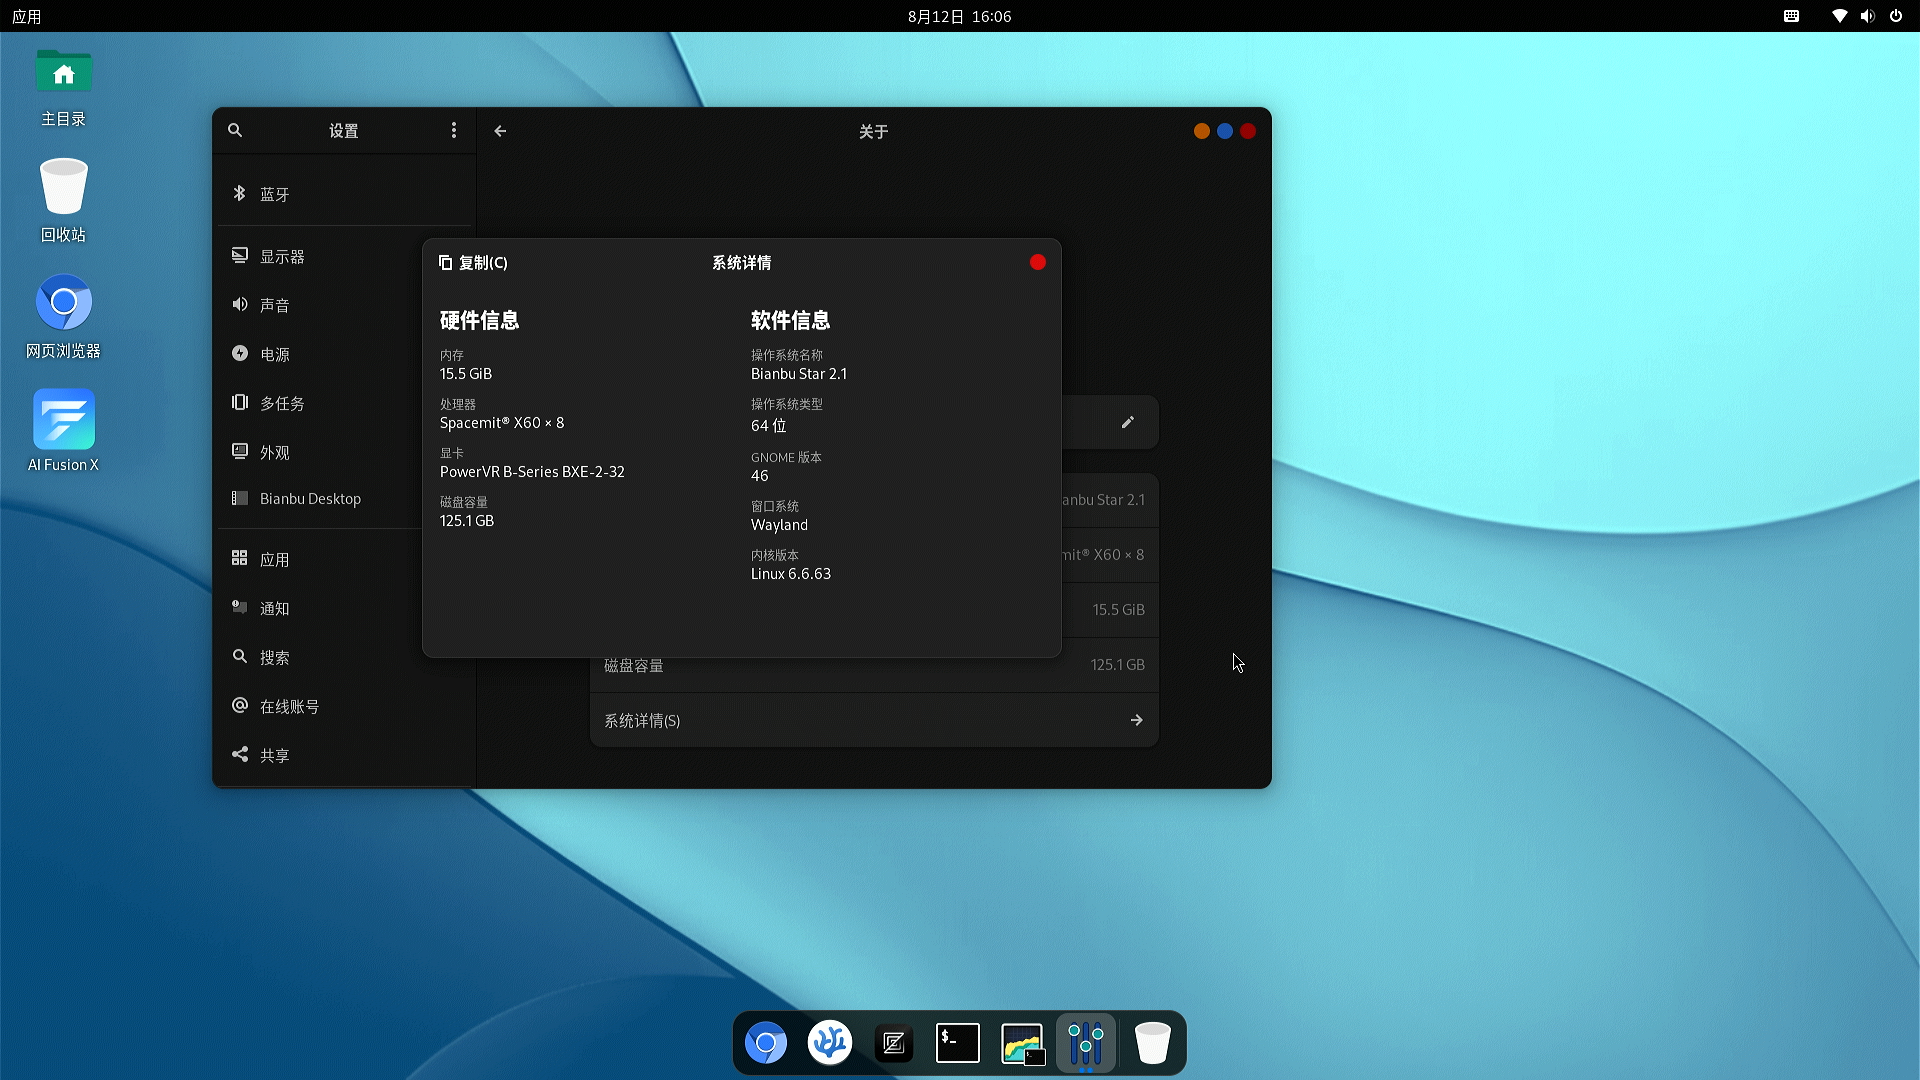 应用
8月12日 16:06
主目录
回收站
网页浏览器
AI Fusion X
设置
关于
蓝牙
显示器
声音
电源
多任务
外观
Bianbu Desktop
应用
通知
搜索
在线账号
共享
复制(C)
系统详情
硬件信息
内存
15.5 GiB
处理器
Spacemit® X60 × 8
显卡
PowerVR B-Series BXE-2-32
磁盘容量
125.1 GB
软件信息
操作系统名称
Bianbu Star 2.1
操作系统类型
64 位
GNOME 版本
46
窗口系统
Wayland
内核版本
Linux 6.6.63
anbu Star 2.1
mit® X60 × 8
15.5 GiB
磁盘容量 125.1 GB
系统详情(S)